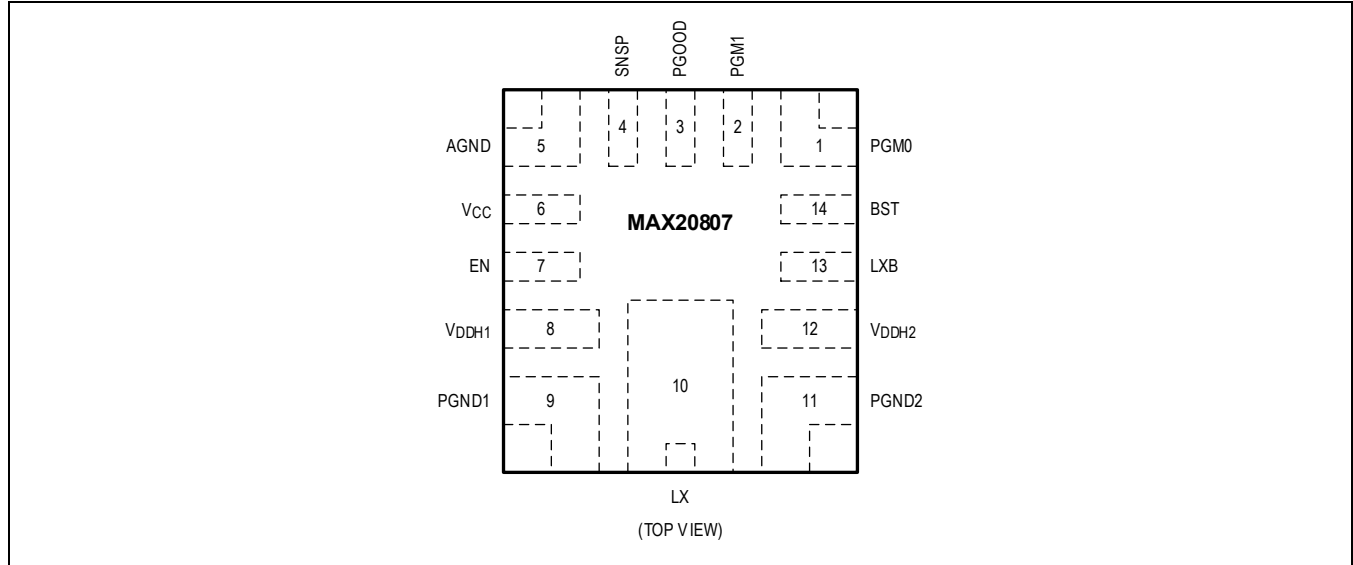 SNSP
PGOOD
PGM1
4
3
2
AGND
5
1
PGM0
VCC
6
MAX20807
14
BST
EN
7
13
LXB
VDDH1
8
12
VDDH2
PGND1
9
10
11
PGND2
LX
(TOP VIEW)